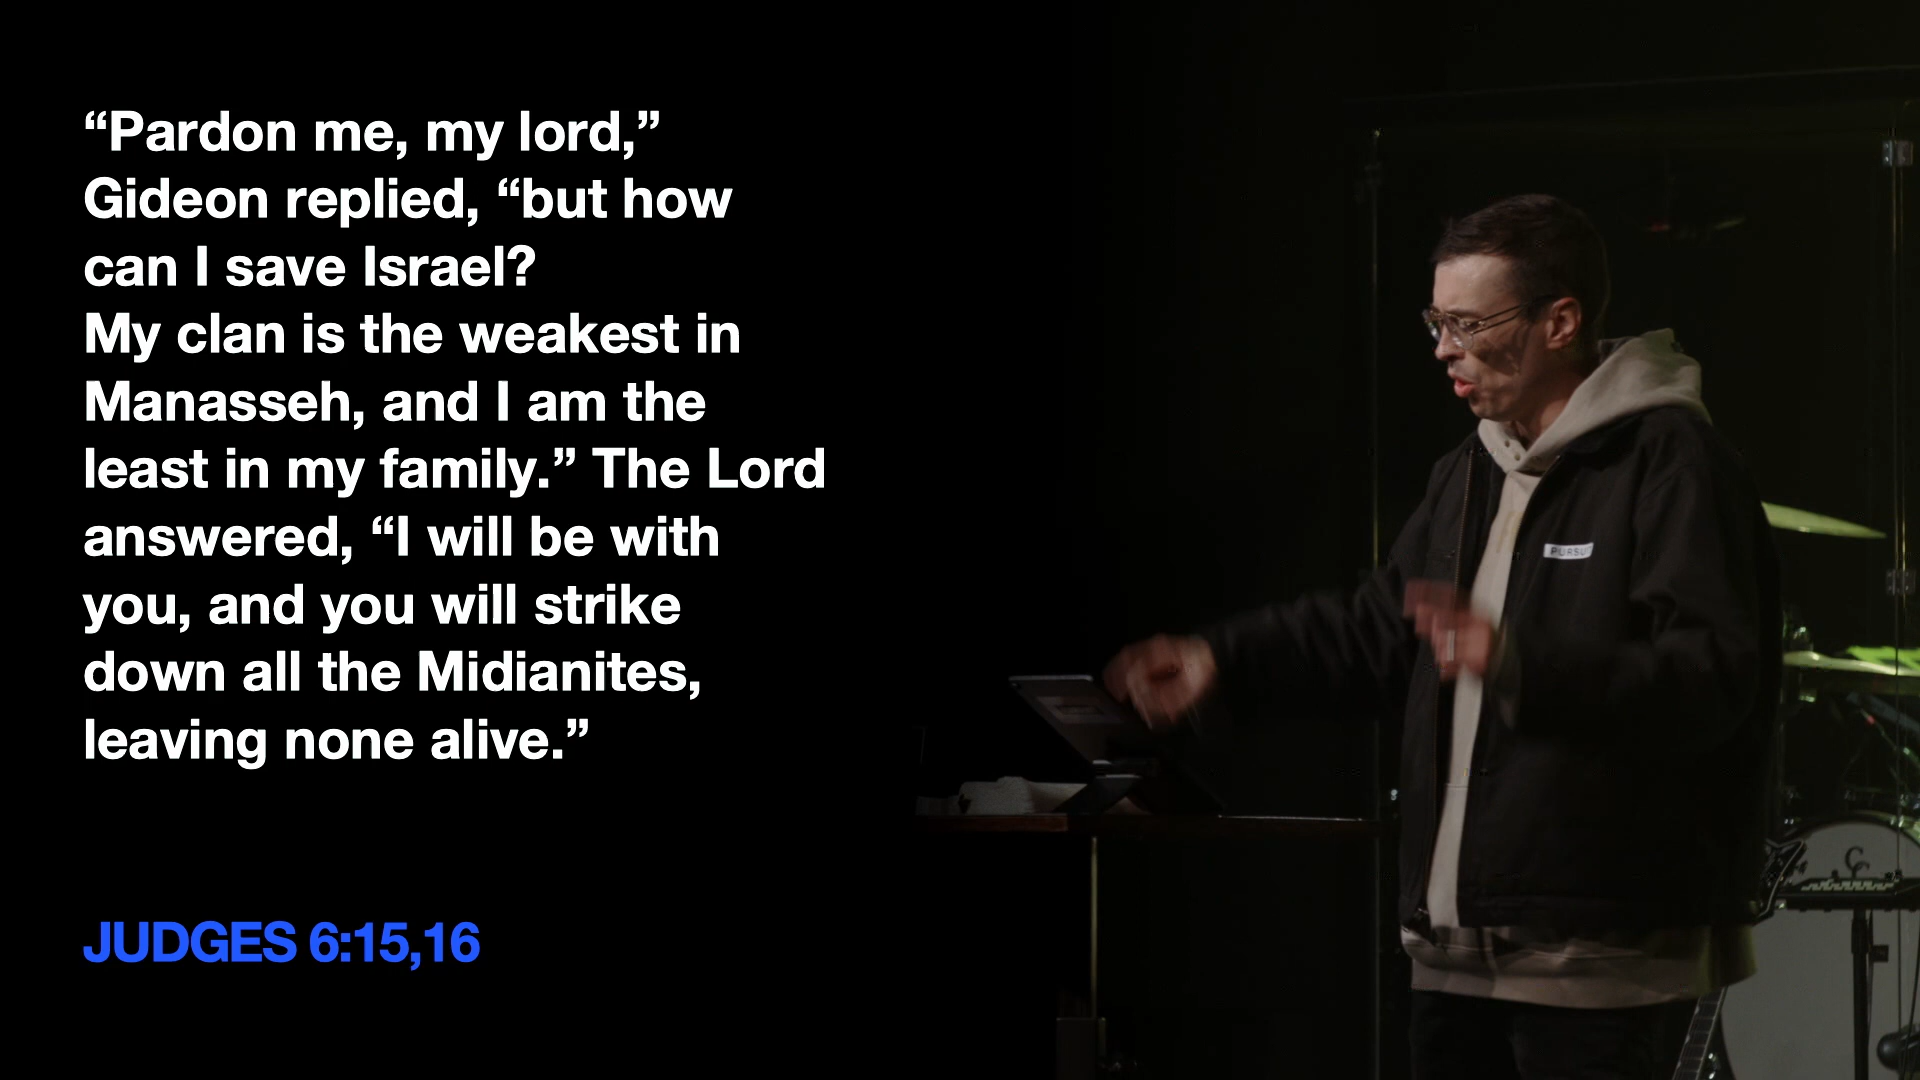 “Pardon me, my lord,”
Gideon replied, “but how
can I save Israel?
My clan is the weakest in
Manasseh, and I am the
least in my family.” The Lord
answered, “I will be with
you, and you will strike
down all the Midianites,
leaving none alive.”
JUDGES 6:15,16
PURSUIT